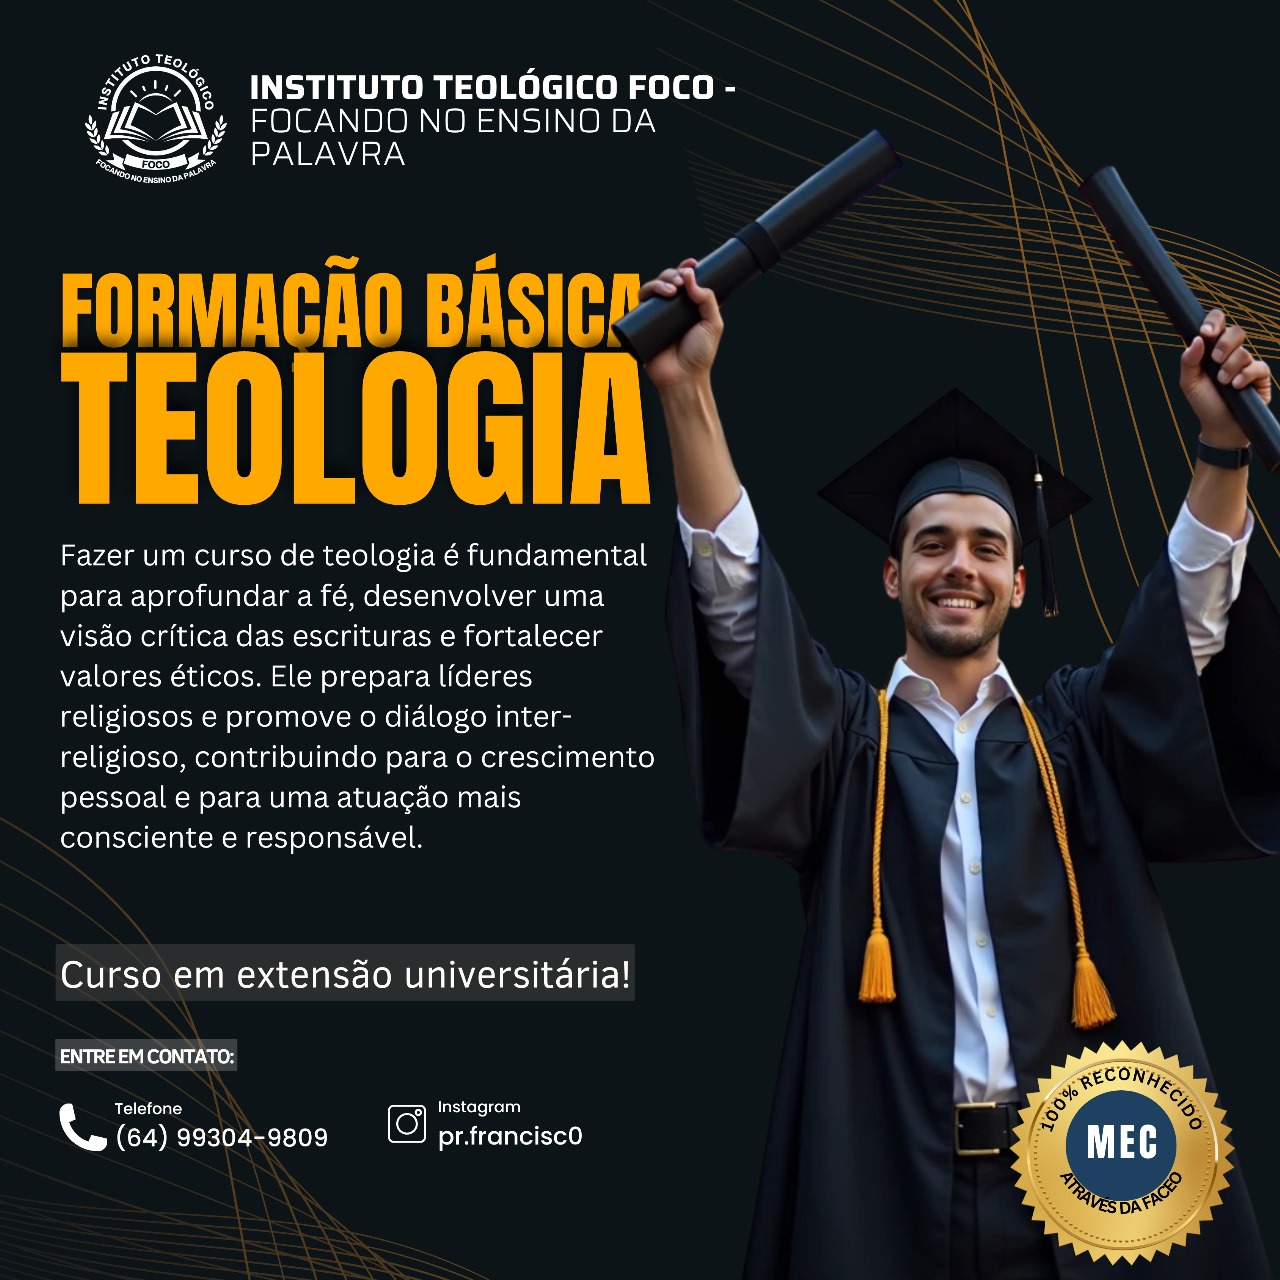 INSTITUTO TEOLÓGICO
FOCO
FOCANDO NO ENSINO DA PALAVRA
INSTITUTO TEOLÓGICO FOCO -
FOCANDO NO ENSINO DA
PALAVRA
FORMAÇÃO BÁSICA
TEOLOGIA
Fazer um curso de teologia é fundamental
para aprofundar a fé, desenvolver uma
visão crítica das escrituras e fortalecer
valores éticos. Ele prepara líderes
religiosos e promove o diálogo inter-
religioso, contribuindo para o crescimento
pessoal e para uma atuação mais
consciente e responsável.
Curso em extensão universitária!
ENTRE EM CONTATO:
Telefone
(64) 99304-9809
Instagram
pr.francisc0
100% RECONHECIDO
MEC
ATRAVÉS DA FACEO